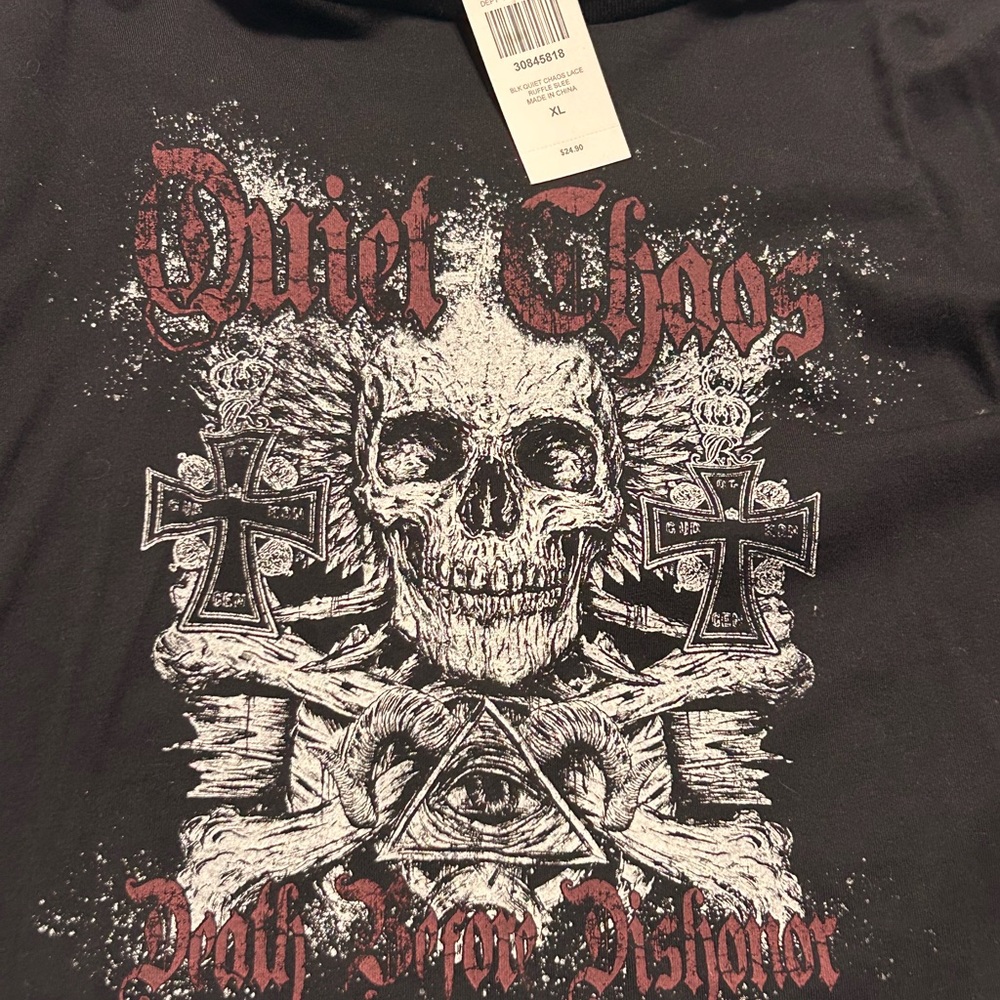 30845818
BLK QUIET CHAOS LACE
RUFFLE SLEE
MADE IN CHINA
XL
$24.90
Quiet Chaos
Death Before Dishonor